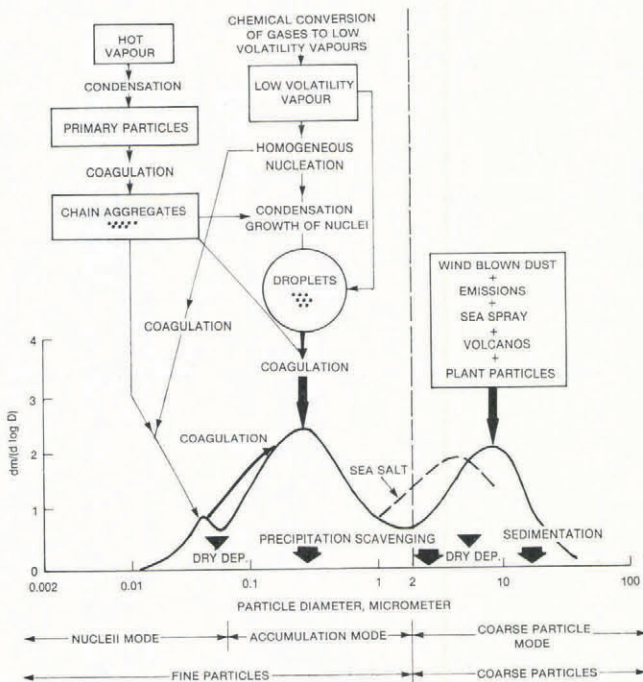 HOT
VAPOUR
CONDENSATION
PRIMARY PARTICLES
COAGULATION
CHAIN AGGREGATES
CHEMICAL CONVERSION
OF GASES TO LOW
VOLATILITY VAPOURS
LOW VOLATILITY
VAPOUR
HOMOGENEOUS
NUCLEATION
CONDENSATION
GROWTH OF NUCLEI
DROPLETS
COAGULATION
COAGULATION
COAGULATION
WIND BLOWN DUST
+
EMISSIONS
+
SEA SPRAY
+
VOLCANOS
+
PLANT PARTICLES
SEA SALT
4
3
2
1
0
dm/(d log D)
DRY DEP.
PRECIPITATION SCAVENGING
DRY DEP.
SEDIMENTATION
0.002
0.01
0.1
1
2
10
100
PARTICLE DIAMETER, MICROMETER
NUCLEII MODE
ACCUMULATION MODE
COARSE PARTICLE
MODE
FINE PARTICLES
COARSE PARTICLES